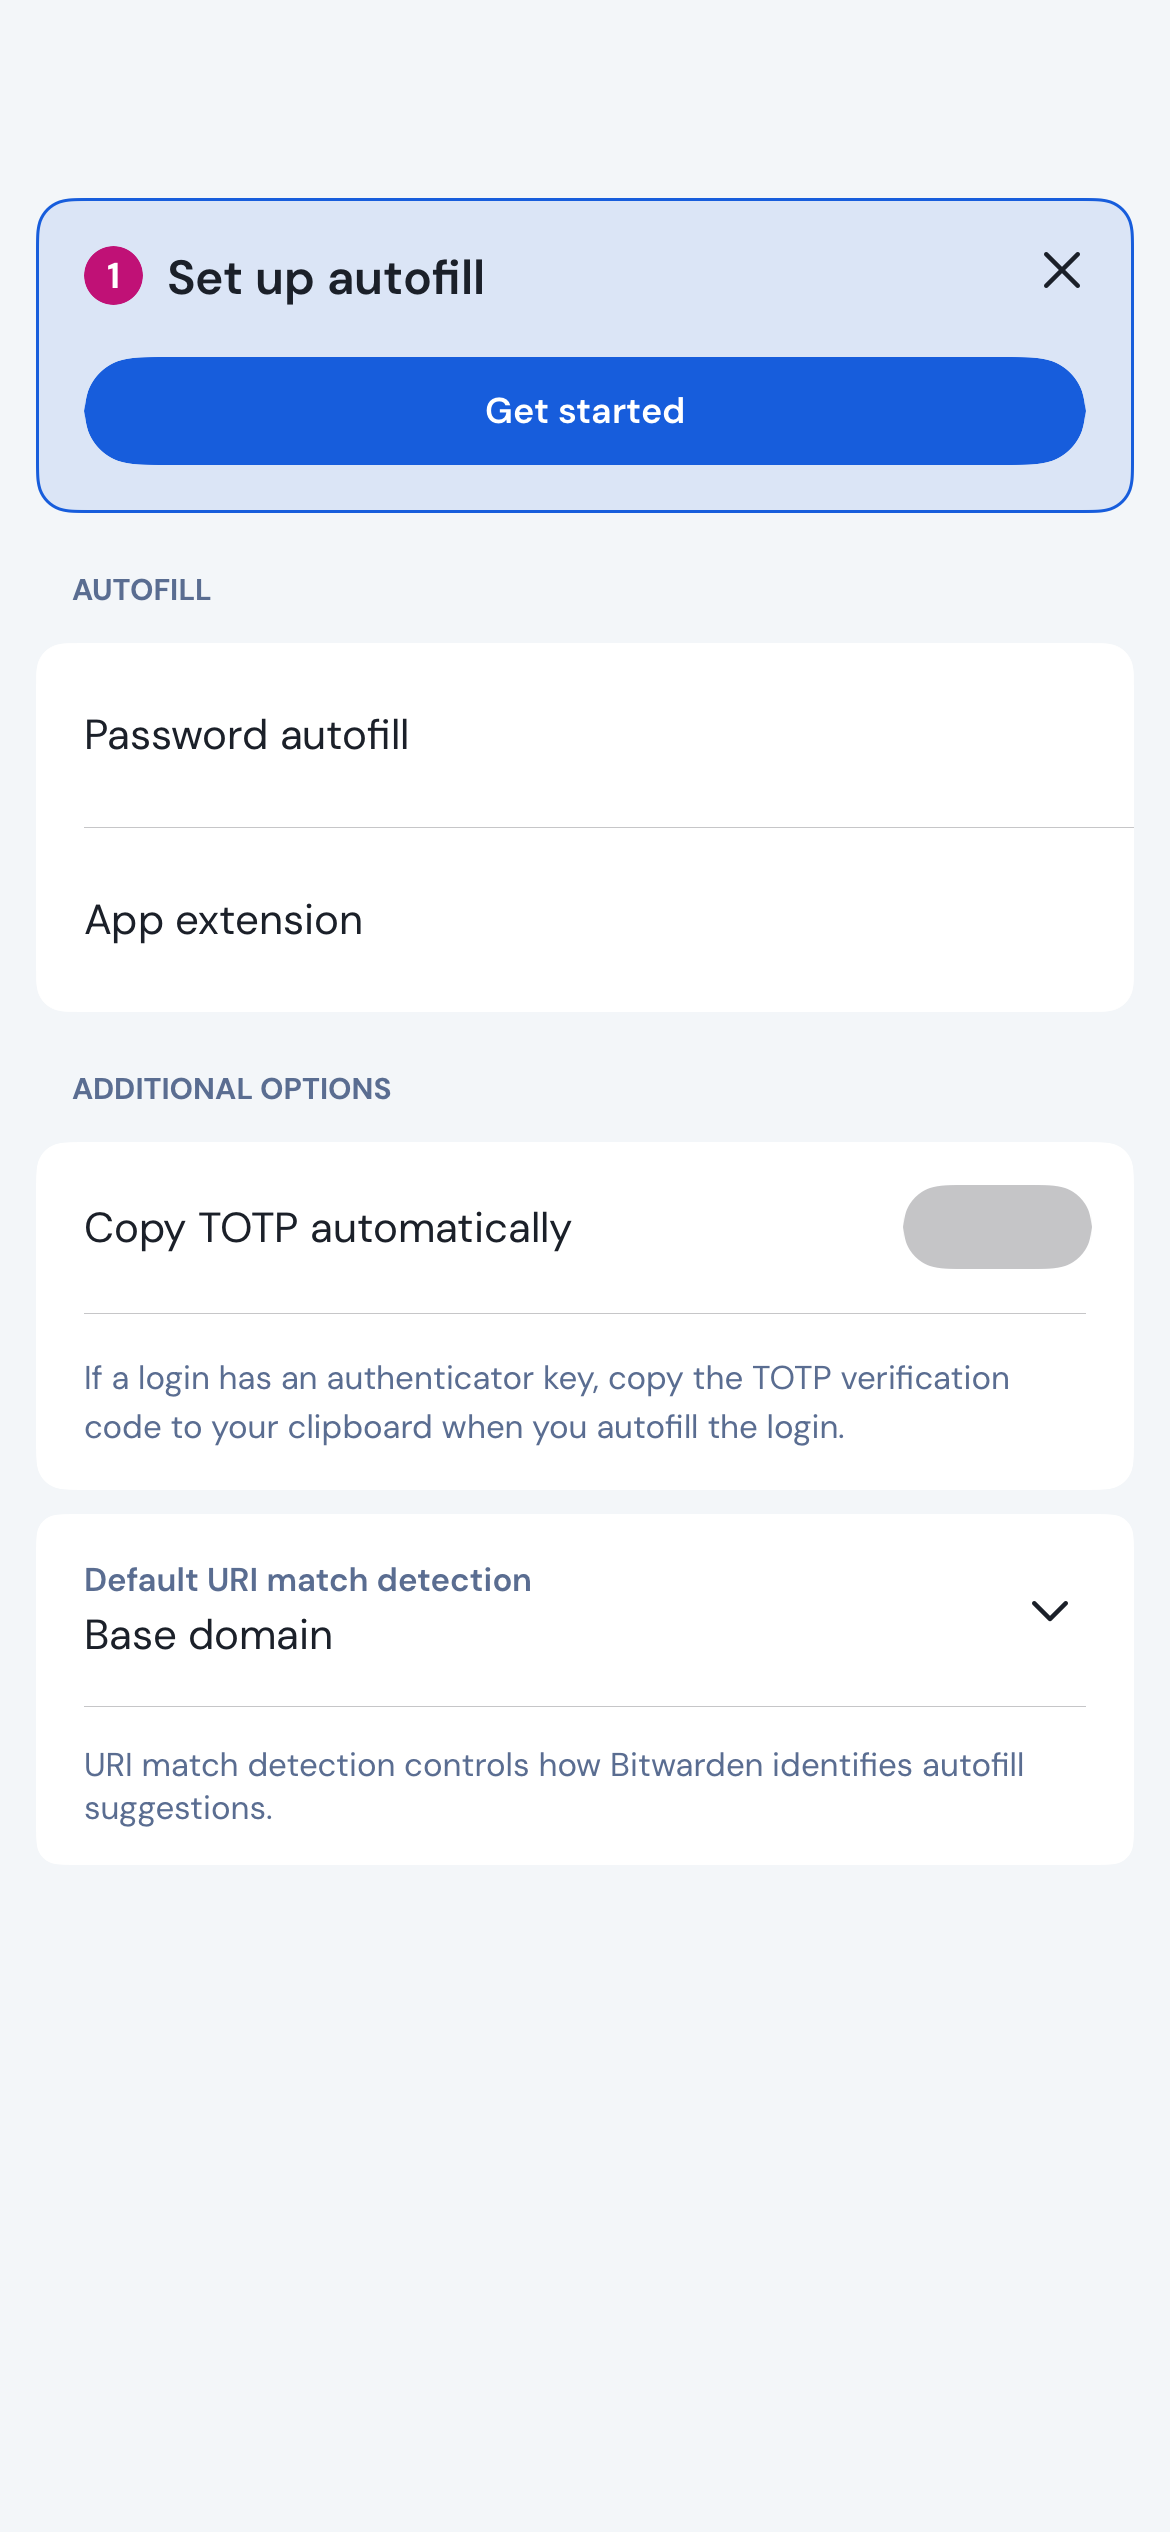 1 Set up autofill
Get started
AUTOFILL
Password autofill
App extension
ADDITIONAL OPTIONS
Copy TOTP automatically
If a login has an authenticator key, copy the TOTP verification
code to your clipboard when you autofill the login.
Default URI match detection
Base domain
URI match detection controls how Bitwarden identifies autofill
suggestions.